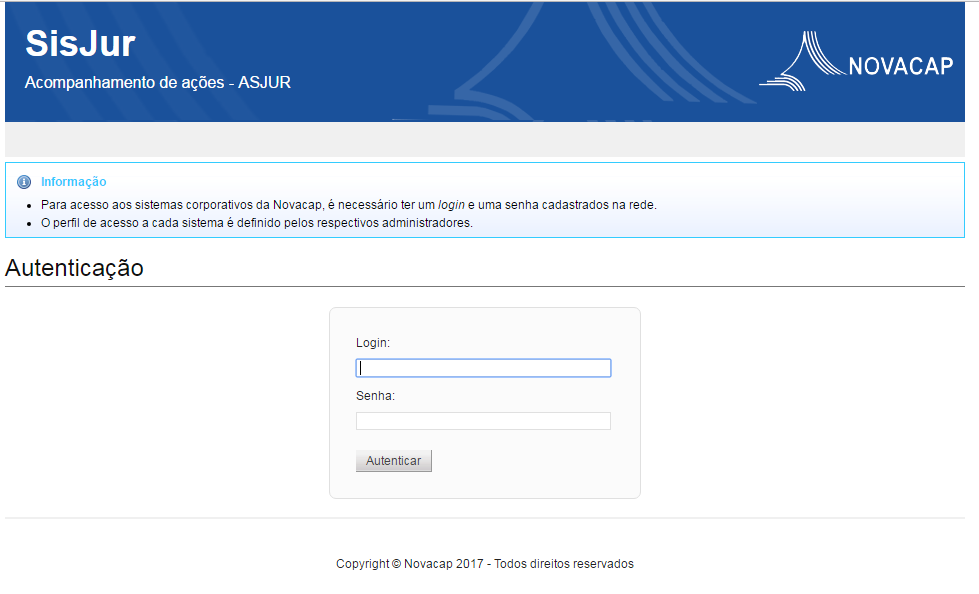 SisJur
Acompanhamento de ações - ASJUR
NOVACAP
Informação
Para acesso aos sistemas corporativos da Novacap, é necessário ter um login e uma senha cadastrados na rede.
O perfil de acesso a cada sistema é definido pelos respectivos administradores.
Autenticação
Login:
Senha:
Autenticar
Copyright © Novacap 2017 - Todos direitos reservados